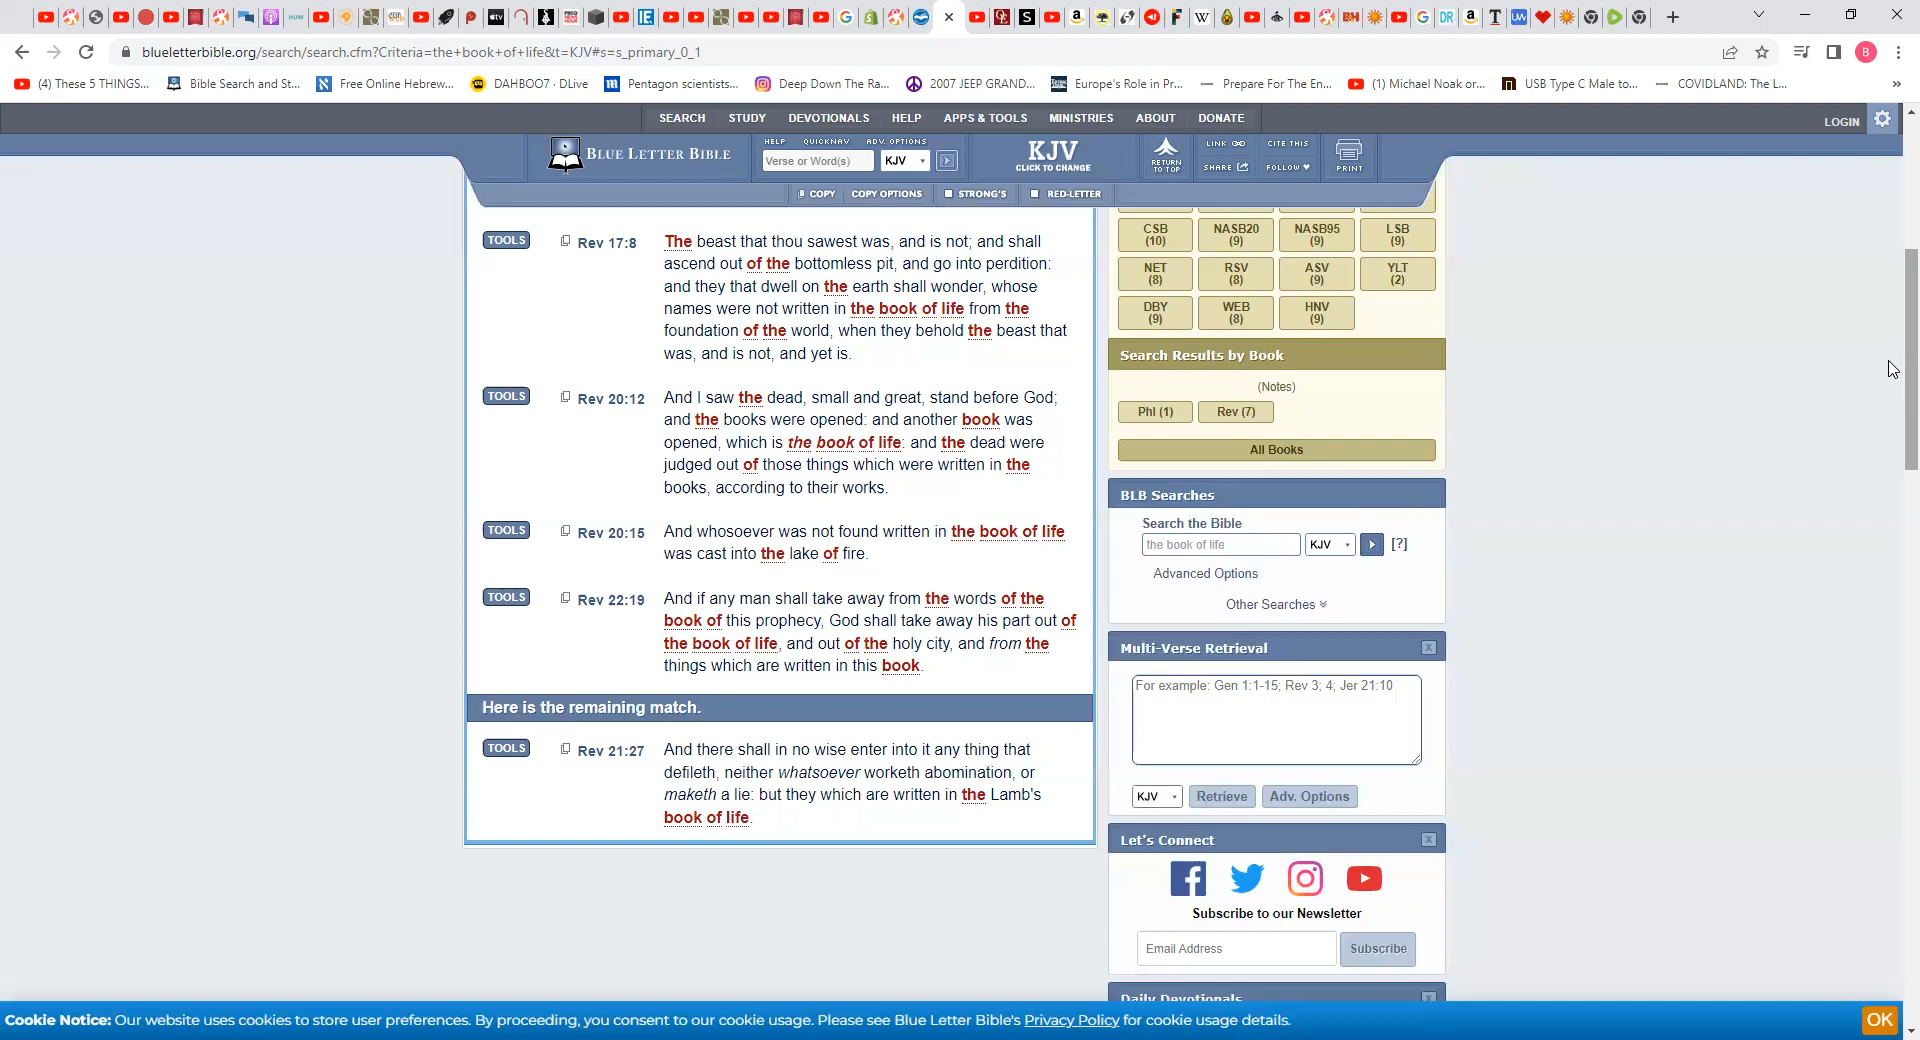 blueletterbible.org/search/search.cfm?Criteria=the+book+of+life&t=KJV#s=s_primary_0_1
B
(4) These 5 THINGS...
Bible Search and St...
Free Online Hebrew...
DAHBOO7 · DLive
Pentagon scientists...
Deep Down The Ra...
2007 JEEP GRAND...
Europe's Role in Pr...
Prepare For The En...
(1) Michael Noak or...
USB Type C Male to...
COVIDLAND: The L...
»
SEARCH STUDY DEVOTIONALS HELP APPS & TOOLS MINISTRIES ABOUT DONATE
LOGIN
BLUE LETTER BIBLE
HELP QUICKNAV ADV. OPTIONS
Verse or Word(s) KJV
KJV
CLICK TO CHANGE
RETURN
TO TOP
LINK
SHARE
CITE THIS
FOLLOW
PRINT
COPY COPY OPTIONS STRONG'S RED-LETTER
TOOLS Rev 17:8 The beast that thou sawest was, and is not; and shall
ascend out of the bottomless pit, and go into perdition:
and they that dwell on the earth shall wonder, whose
names were not written in the book of life from the
foundation of the world, when they behold the beast that
was, and is not, and yet is.
TOOLS Rev 20:12 And I saw the dead, small and great, stand before God;
and the books were opened: and another book was
opened, which is the book of life: and the dead were
judged out of those things which were written in the
books, according to their works.
TOOLS Rev 20:15 And whosoever was not found written in the book of life
was cast into the lake of fire.
TOOLS Rev 22:19 And if any man shall take away from the words of the
book of this prophecy, God shall take away his part out of
the book of life, and out of the holy city, and from the
things which are written in this book.
Here is the remaining match.
TOOLS Rev 21:27 And there shall in no wise enter into it any thing that
defileth, neither whatsoever worketh abomination, or
maketh a lie: but they which are written in the Lamb's
book of life.
CSB NASB20 NASB95 LSB
(10) (9) (9) (9)
NET RSV ASV YLT
(8) (8) (9) (2)
DBY WEB HNV
(9) (8) (9)
Search Results by Book
(Notes)
Phl (1) Rev (7)
All Books
BLB Searches
Search the Bible
the book of life KJV [?]
Advanced Options
Other Searches
Multi-Verse Retrieval X
For example: Gen 1:1-15; Rev 3; 4; Jer 21:10
KJV Retrieve Adv. Options
Let's Connect X
Subscribe to our Newsletter
Email Address Subscribe
Daily Devotionals X
Cookie Notice: Our website uses cookies to store user preferences. By proceeding, you consent to our cookie usage. Please see Blue Letter Bible's Privacy Policy for cookie usage details. OK